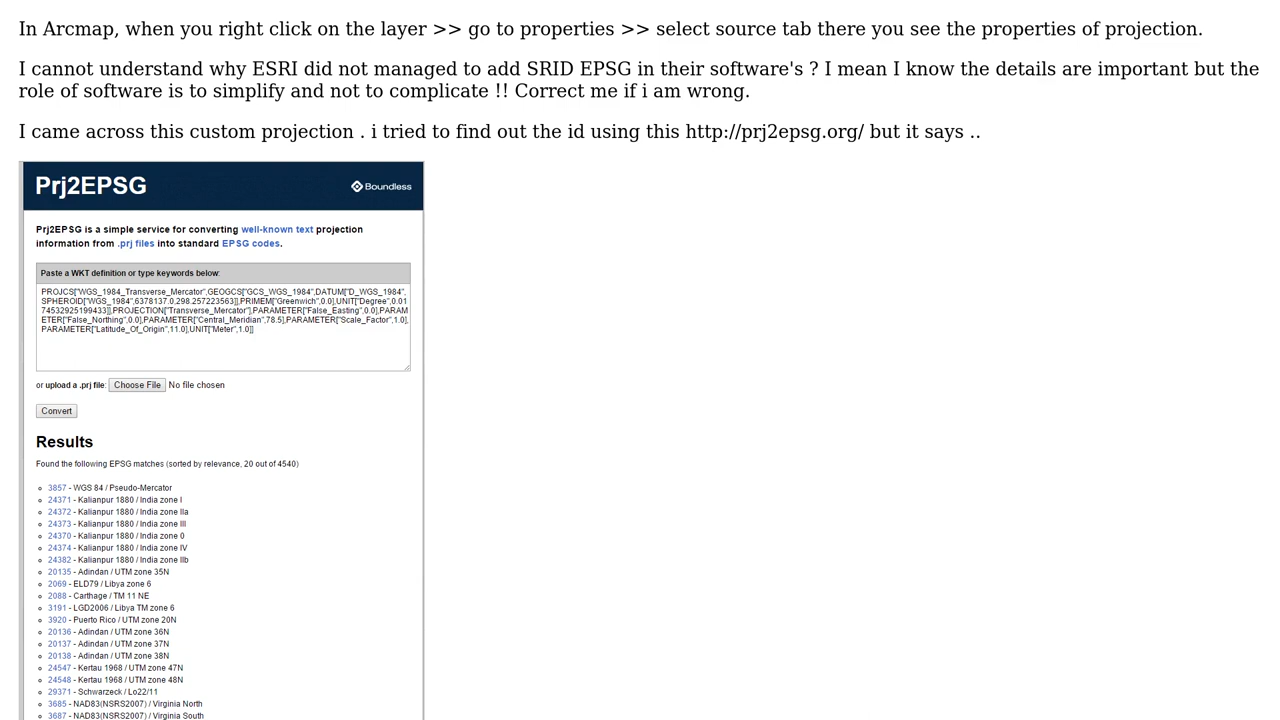 In Arcmap, when you right click on the layer >> go to properties >> select source tab there you see the properties of projection.
I cannot understand why ESRI did not managed to add SRID EPSG in their software's ? I mean I know the details are important but the
role of software is to simplify and not to complicate !! Correct me if i am wrong.
I came across this custom projection . i tried to find out the id using this http://prj2epsg.org/ but it says ..
Prj2EPSG
Boundless
Prj2EPSG is a simple service for converting well-known text projection
information from .prj files into standard EPSG codes.
Paste a WKT definition or type keywords below:
PROJCS["WGS_1984_Transverse_Mercator",GEOGCS["GCS_WGS_1984",DATUM["D_WGS_1984",
SPHEROID["WGS_1984",6378137.0,298.257223563]],PRIMEM["Greenwich",0.0],UNIT["Degree",0.01
74532925199433]],PROJECTION["Transverse_Mercator"],PARAMETER["False_Easting",0.0],PARAM
ETER["False_Northing",0.0],PARAMETER["Central_Meridian",78.5],PARAMETER["Scale_Factor",1.0],
PARAMETER["Latitude_Of_Origin",11.0],UNIT["Meter",1.0]]
or upload a .prj file: Choose File No file chosen
Convert
Results
Found the following EPSG matches (sorted by relevance, 20 out of 4540)
3857 - WGS 84 / Pseudo-Mercator
24371 - Kalianpur 1880 / India zone I
24372 - Kalianpur 1880 / India zone IIa
24373 - Kalianpur 1880 / India zone III
24370 - Kalianpur 1880 / India zone 0
24374 - Kalianpur 1880 / India zone IV
24382 - Kalianpur 1880 / India zone IIb
20135 - Adindan / UTM zone 35N
2069 - ELD79 / Libya zone 6
2088 - Carthage / TM 11 NE
3191 - LGD2006 / Libya TM zone 6
3920 - Puerto Rico / UTM zone 20N
20136 - Adindan / UTM zone 36N
20137 - Adindan / UTM zone 37N
20138 - Adindan / UTM zone 38N
24547 - Kertau 1968 / UTM zone 47N
24548 - Kertau 1968 / UTM zone 48N
29371 - Schwarzeck / Lo22/11
3685 - NAD83(NSRS2007) / Virginia North
3687 - NAD83(NSRS2007) / Virginia South